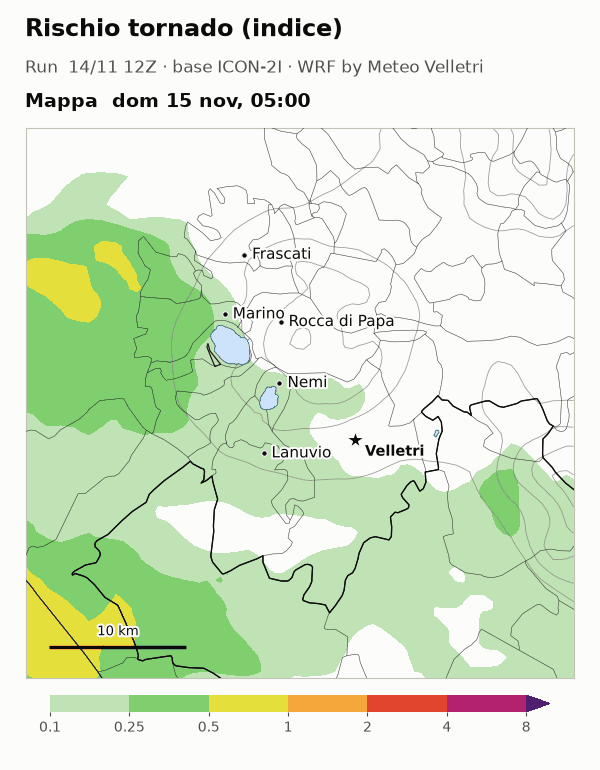 Rischio tornado (indice)
Run  14/11 12Z · base ICON-2I · WRF by Meteo Velletri
Mappa  dom 15 nov, 05:00
Frascati
Marino
Rocca di Papa
Nemi
Velletri
Lanuvio
10 km
0.1 0.25 0.5 1 2 4 8